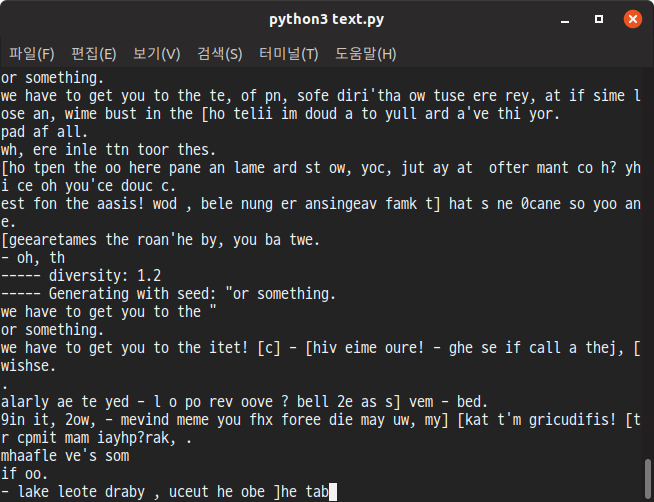 python3 text.py
파일(F) 편집(E) 보기(V) 검색(S) 터미널(T) 도움말(H)
or something.
we have to get you to the te, of pn, sofe diri'tha ow tuse ere rey, at if sime l
ose an, wime bust in the [ho telii im doud a to yull ard a've thi yor.
pad af all.
wh, ere inle ttn toor thes.
[ho tpen the oo here pane an lame ard st ow, yoc, jut ay at  ofter mant co h? yh
i ce oh you'ce douc c.
est fon the aasis! wod , bele nung er ansingeav famk t] hat s ne 0cane so yoo an
e.
[geearetames the roan'he by, you ba twe.
- oh, th
----- diversity: 1.2
----- Generating with seed: "or something.
we have to get you to the "
or something.
we have to get you to the itet! [c] - [hiv eime oure! - ghe se if call a thej, [
wishse.
.
alarly ae te yed - l o po rev oove ? bell 2e as s] vem - bed.
9in it, 2ow, - mevind meme you fhx foree die may uw, my] [kat t'm gricudifis! [t
r cpmit mam iayhp?rak, .
mhaafle ve's som
if oo.
- lake leote draby , uceut he obe ]he tab